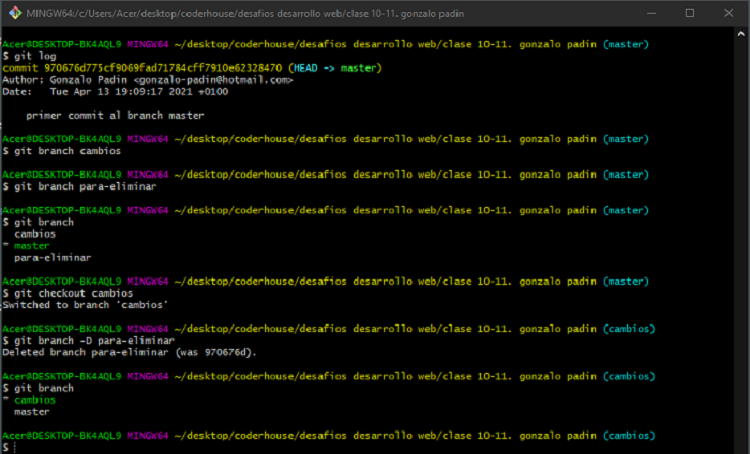 MINGW64:/c/Users/Acer/desktop/coderhouse/desafios desarrollo web/clase 10-11. gonzalo padin
Acer@DESKTOP-BK4AQL9 MINGW64 ~/desktop/coderhouse/desafios desarrollo web/clase 10-11. gonzalo padin (master)
$ git log
commit 970676d775cf9069fad71784cff7910e62328470 (HEAD -> master)
Author: Gonzalo Padin <gonzalo-padin@hotmail.com>
Date:   Tue Apr 13 19:09:17 2021 +0100
    primer commit al branch master
Acer@DESKTOP-BK4AQL9 MINGW64 ~/desktop/coderhouse/desafios desarrollo web/clase 10-11. gonzalo padin (master)
$ git branch cambios
Acer@DESKTOP-BK4AQL9 MINGW64 ~/desktop/coderhouse/desafios desarrollo web/clase 10-11. gonzalo padin (master)
$ git branch para-eliminar
Acer@DESKTOP-BK4AQL9 MINGW64 ~/desktop/coderhouse/desafios desarrollo web/clase 10-11. gonzalo padin (master)
$ git branch
  cambios
* master
  para-eliminar
Acer@DESKTOP-BK4AQL9 MINGW64 ~/desktop/coderhouse/desafios desarrollo web/clase 10-11. gonzalo padin (master)
$ git checkout cambios
Switched to branch 'cambios'
Acer@DESKTOP-BK4AQL9 MINGW64 ~/desktop/coderhouse/desafios desarrollo web/clase 10-11. gonzalo padin (cambios)
$ git branch -D para-eliminar
Deleted branch para-eliminar (was 970676d).
Acer@DESKTOP-BK4AQL9 MINGW64 ~/desktop/coderhouse/desafios desarrollo web/clase 10-11. gonzalo padin (cambios)
$ git branch
* cambios
  master
Acer@DESKTOP-BK4AQL9 MINGW64 ~/desktop/coderhouse/desafios desarrollo web/clase 10-11. gonzalo padin (cambios)
$